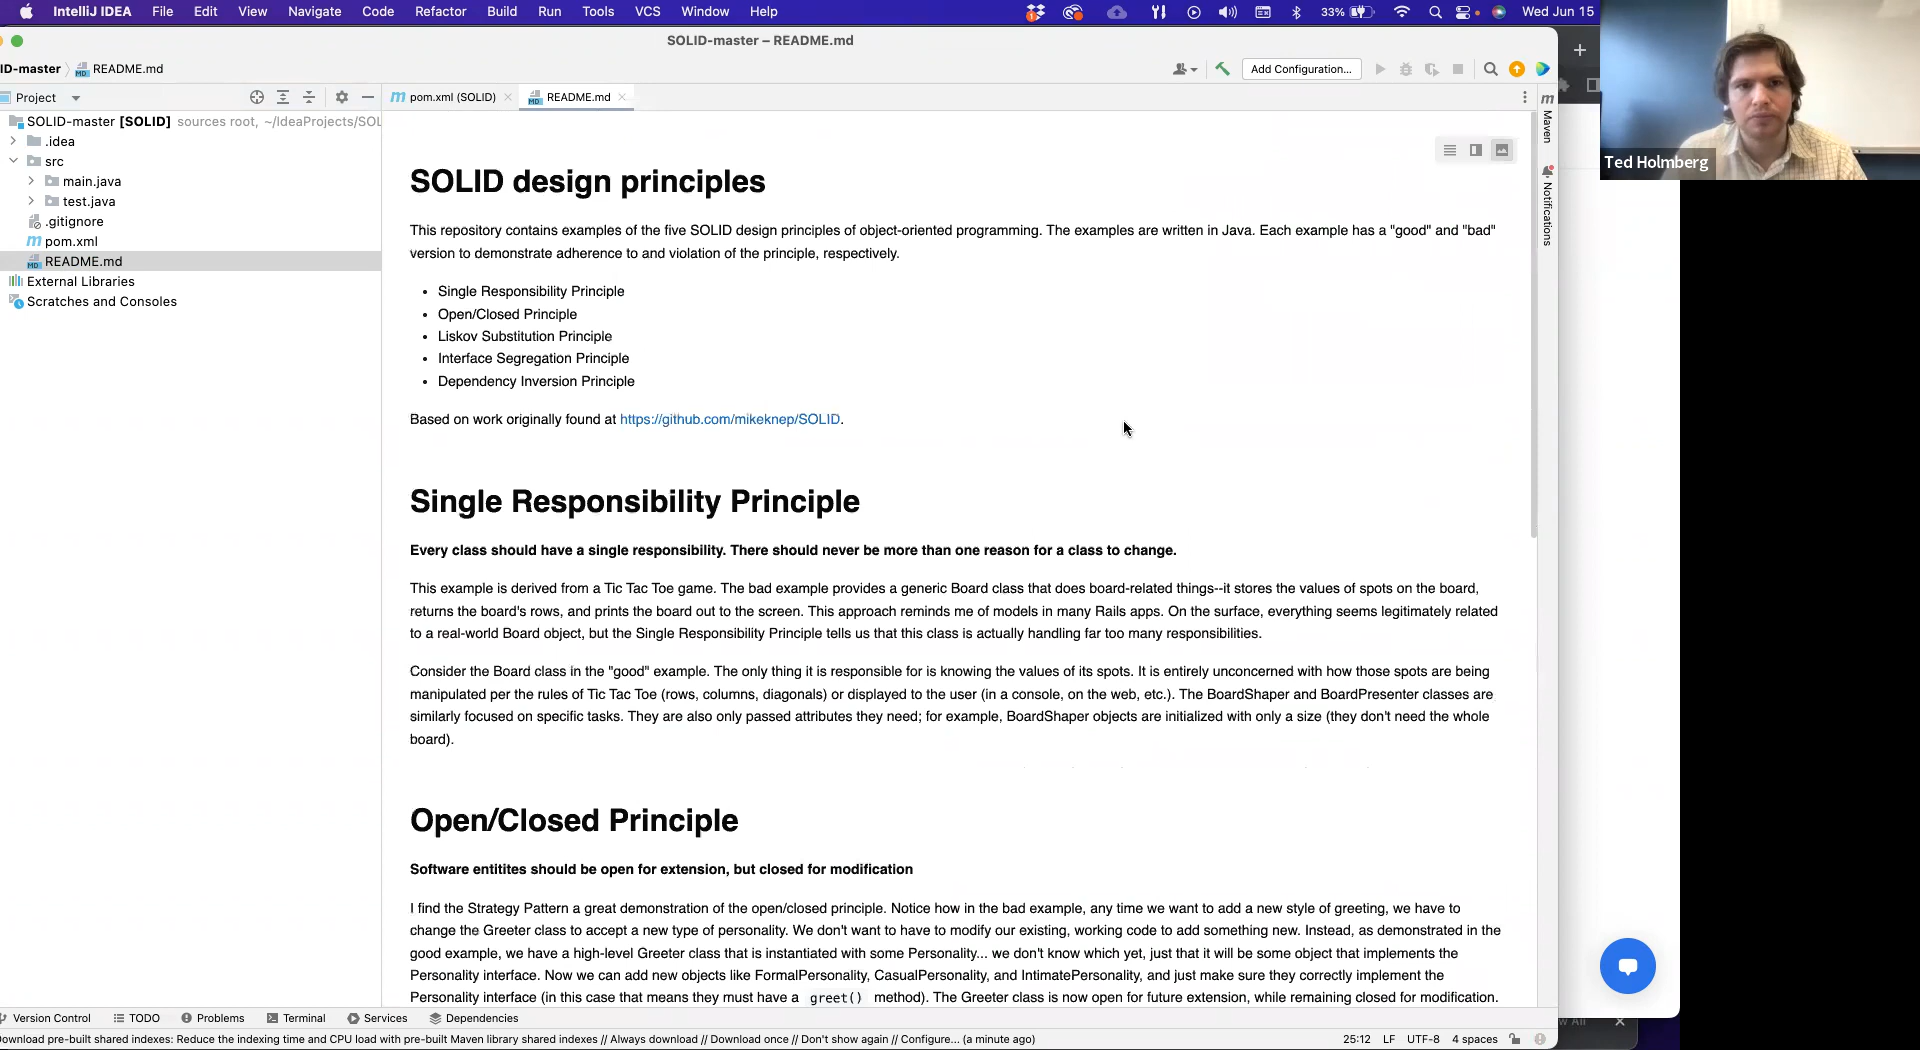 IntelliJ IDEA File Edit View Navigate Code Refactor Build Run Tools VCS Window Help 33% Wed Jun 15
SOLID-master – README.md
ID-master README.md Add Configuration...
Project pom.xml (SOLID) README.md
SOLID-master [SOLID] sources root, ~/IdeaProjects/SOL
.idea
src
main.java
test.java
.gitignore
pom.xml
README.md
External Libraries
Scratches and Consoles
SOLID design principles
This repository contains examples of the five SOLID design principles of object-oriented programming. The examples are written in Java. Each example has a "good" and "bad"
version to demonstrate adherence to and violation of the principle, respectively.
Single Responsibility Principle
Open/Closed Principle
Liskov Substitution Principle
Interface Segregation Principle
Dependency Inversion Principle
Based on work originally found at https://github.com/mikeknep/SOLID.
Single Responsibility Principle
Every class should have a single responsibility. There should never be more than one reason for a class to change.
This example is derived from a Tic Tac Toe game. The bad example provides a generic Board class that does board-related things--it stores the values of spots on the board,
returns the board's rows, and prints the board out to the screen. This approach reminds me of models in many Rails apps. On the surface, everything seems legitimately related
to a real-world Board object, but the Single Responsibility Principle tells us that this class is actually handling far too many responsibilities.
Consider the Board class in the "good" example. The only thing it is responsible for is knowing the values of its spots. It is entirely unconcerned with how those spots are being
manipulated per the rules of Tic Tac Toe (rows, columns, diagonals) or displayed to the user (in a console, on the web, etc.). The BoardShaper and BoardPresenter classes are
similarly focused on specific tasks. They are also only passed attributes they need; for example, BoardShaper objects are initialized with only a size (they don't need the whole
board).
Open/Closed Principle
Software entitites should be open for extension, but closed for modification
I find the Strategy Pattern a great demonstration of the open/closed principle. Notice how in the bad example, any time we want to add a new style of greeting, we have to
change the Greeter class to accept a new type of personality. We don't want to have to modify our existing, working code to add something new. Instead, as demonstrated in the
good example, we have a high-level Greeter class that is instantiated with some Personality... we don't know which yet, just that it will be some object that implements the
Personality interface. Now we can add new objects like FormalPersonality, CasualPersonality, and IntimatePersonality, and just make sure they correctly implement the
Personality interface (in this case that means they must have a greet() method). The Greeter class is now open for future extension, while remaining closed for modification.
Maven
Notifications
Ted Holmberg
Version Control TODO Problems Terminal Services Dependencies
ownload pre-built shared indexes: Reduce the indexing time and CPU load with pre-built Maven library shared indexes // Always download // Download once // Don't show again // Configure... (a minute ago) 25:12 LF UTF-8 4 spaces